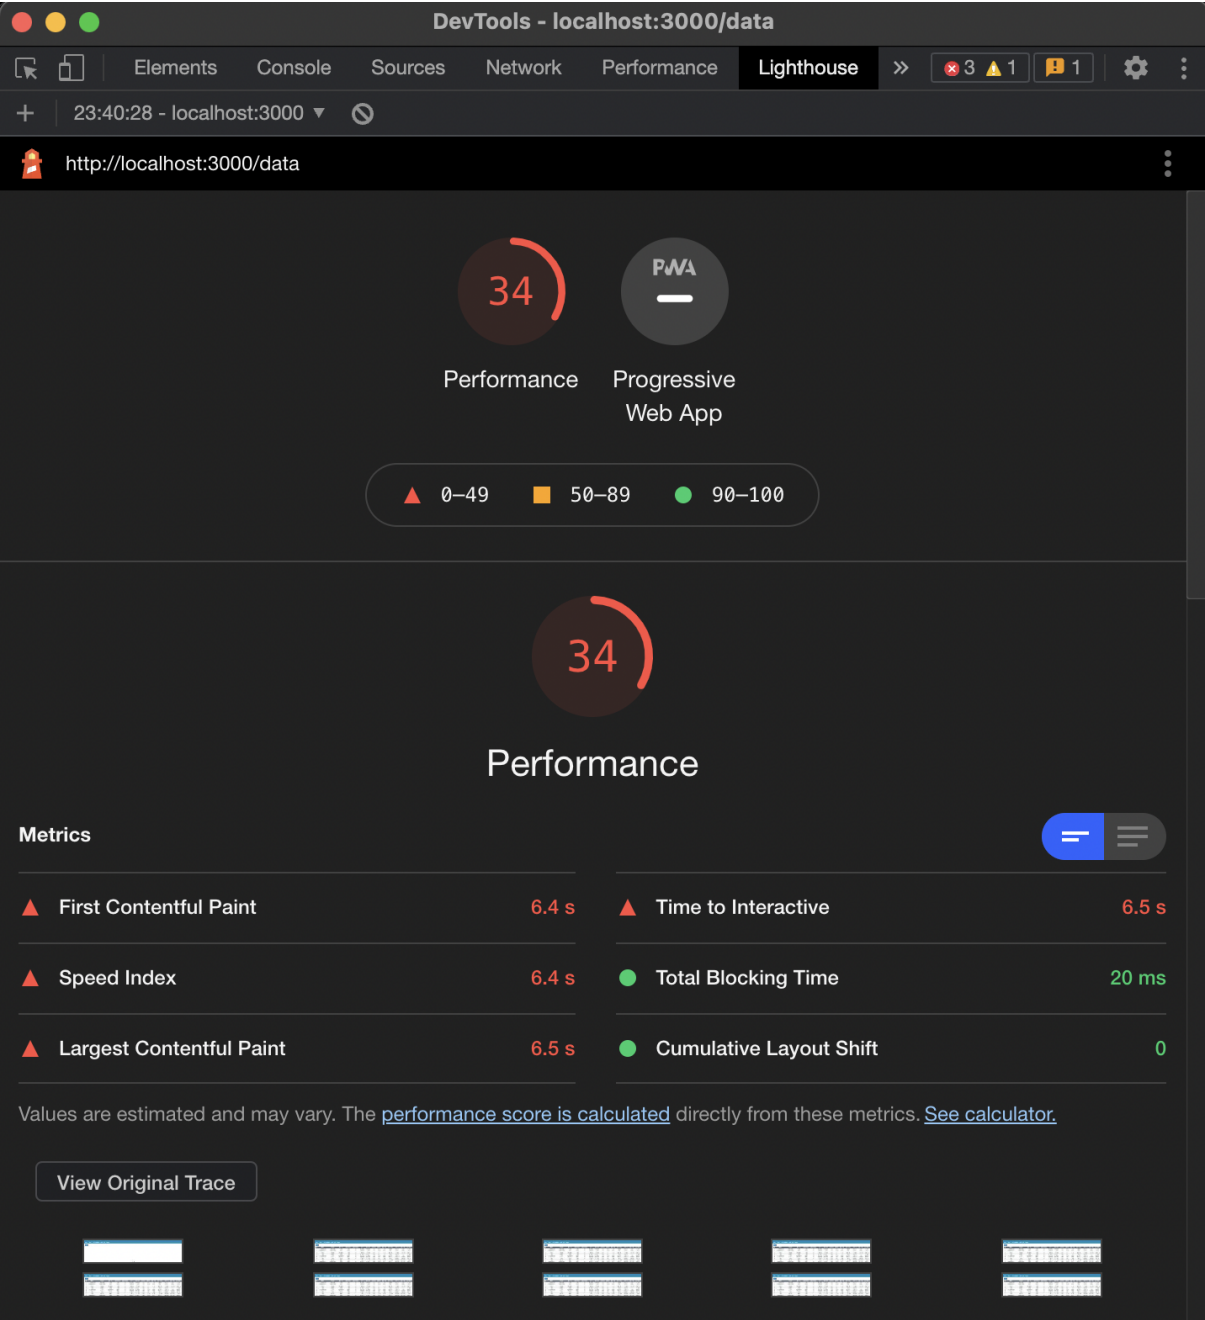 DevTools - localhost:3000/data
Elements Console Sources Network Performance Lighthouse » 3 1 1
23:40:28 - localhost:3000
http://localhost:3000/data
34
Performance
PWA
Progressive
Web App
0–49 50–89 90–100
34
Performance
Metrics
First Contentful Paint 6.4 s
Time to Interactive 6.5 s
Speed Index 6.4 s
Total Blocking Time 20 ms
Largest Contentful Paint 6.5 s
Cumulative Layout Shift 0
Values are estimated and may vary. The performance score is calculated directly from these metrics. See calculator.
View Original Trace